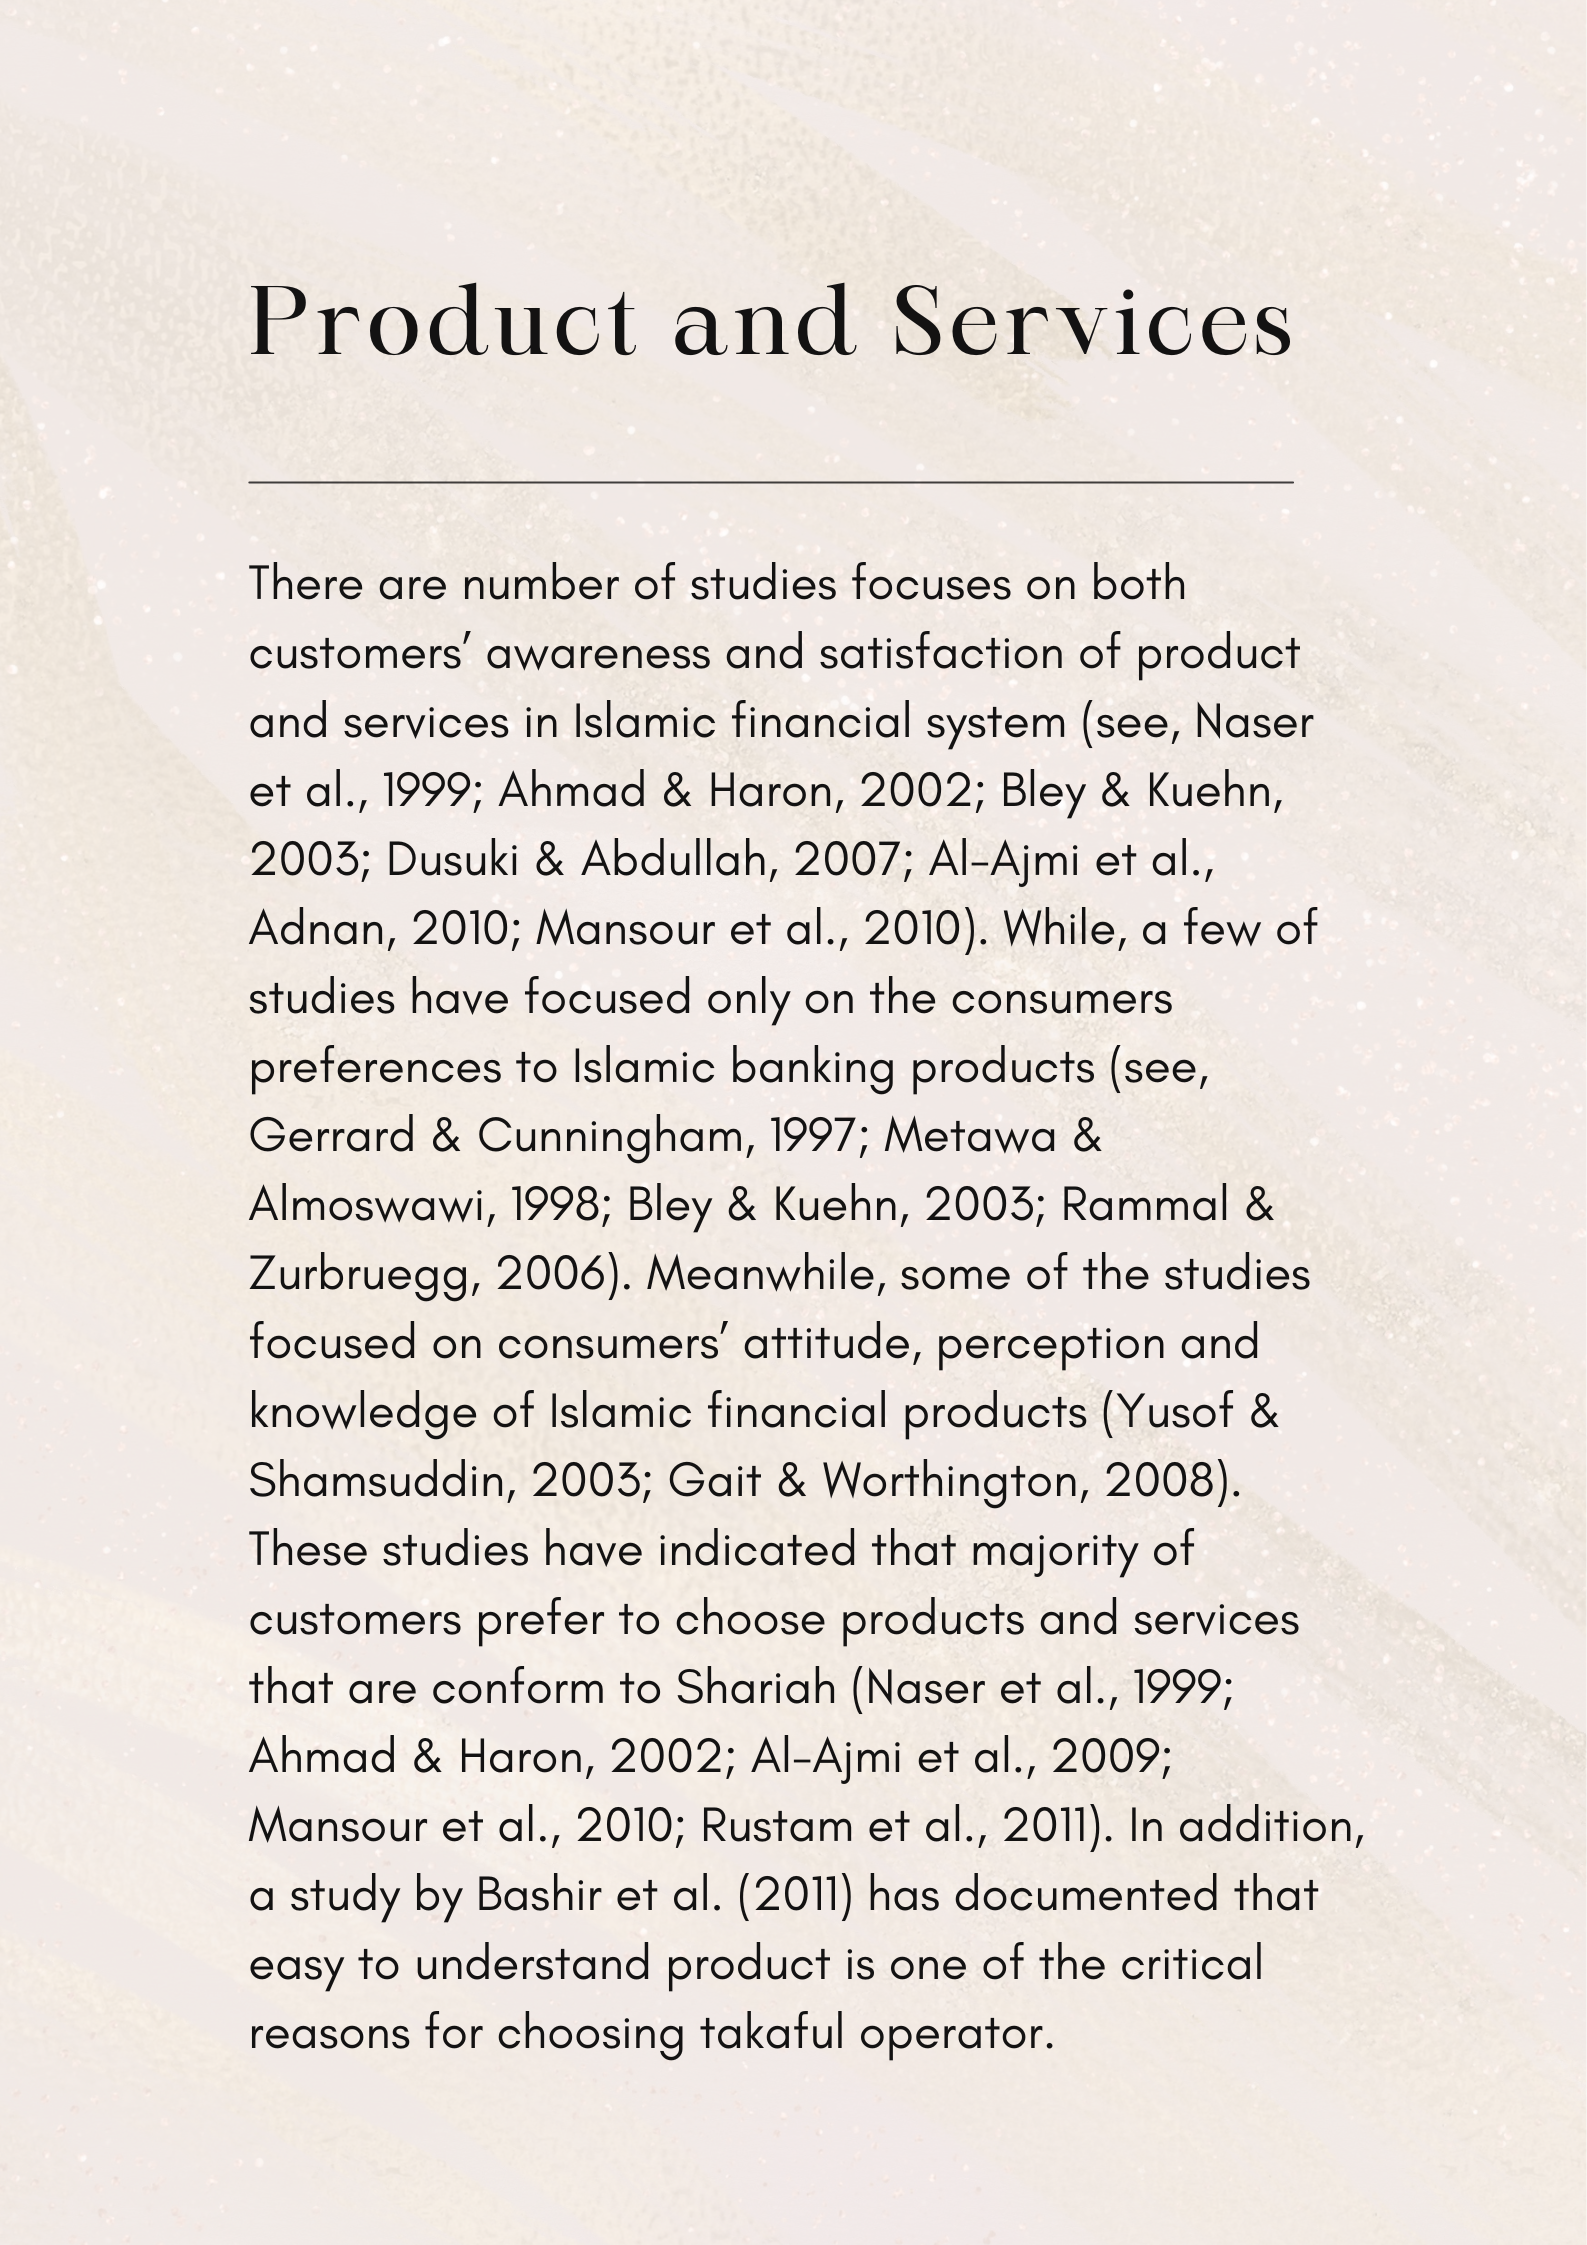 Product and Services
There are number of studies focuses on both
customers’ awareness and satisfaction of product
and services in Islamic financial system (see, Naser
et al., 1999; Ahmad & Haron, 2002; Bley & Kuehn,
2003; Dusuki & Abdullah, 2007; Al-Ajmi et al.,
Adnan, 2010; Mansour et al., 2010). While, a few of
studies have focused only on the consumers
preferences to Islamic banking products (see,
Gerrard & Cunningham, 1997; Metawa &
Almoswawi, 1998; Bley & Kuehn, 2003; Rammal &
Zurbruegg, 2006). Meanwhile, some of the studies
focused on consumers’ attitude, perception and
knowledge of Islamic financial products (Yusof &
Shamsuddin, 2003; Gait & Worthington, 2008).
These studies have indicated that majority of
customers prefer to choose products and services
that are conform to Shariah (Naser et al., 1999;
Ahmad & Haron, 2002; Al-Ajmi et al., 2009;
Mansour et al., 2010; Rustam et al., 2011). In addition,
a study by Bashir et al. (2011) has documented that
easy to understand product is one of the critical
reasons for choosing takaful operator.